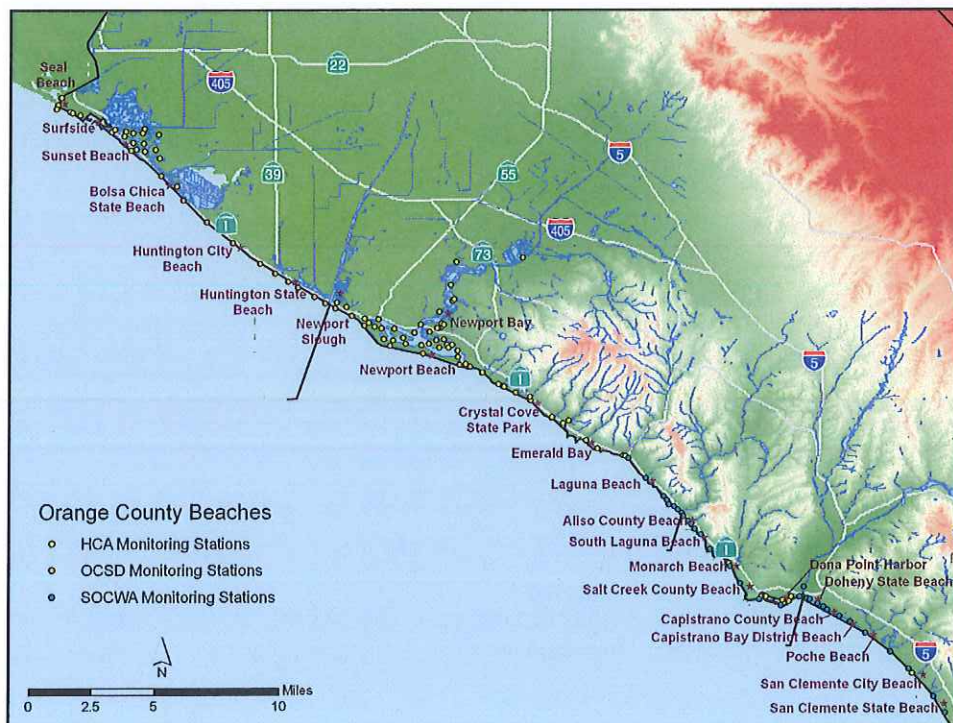 22
405
Seal
Beach
5
Surfside
Sunset Beach
39
55
Bolsa Chica
State Beach
1
405
Huntington City
Beach
73
Huntington State
Beach
Newport
Slough
Newport Bay
5
Newport Beach
1
Crystal Cove
State Park
Emerald Bay
Laguna Beach
Orange County Beaches
HCA Monitoring Stations
OCSD Monitoring Stations
SOCWA Monitoring Stations
Aliso County Beach
South Laguna Beach
1
Monarch Beach
Dana Point Harbor
Doheny State Beach
Salt Creek County Beach
Capistrano County Beach
Capistrano Bay District Beach
Poche Beach
5
San Clemente City Beach
San Clemente State Beach
N
Miles
0 2.5 5 10